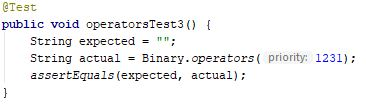 @Test
public void operatorsTest3() {
String expected = "";
String actual = Binary.operators( priority: 1231);
assertEquals(expected, actual);
}